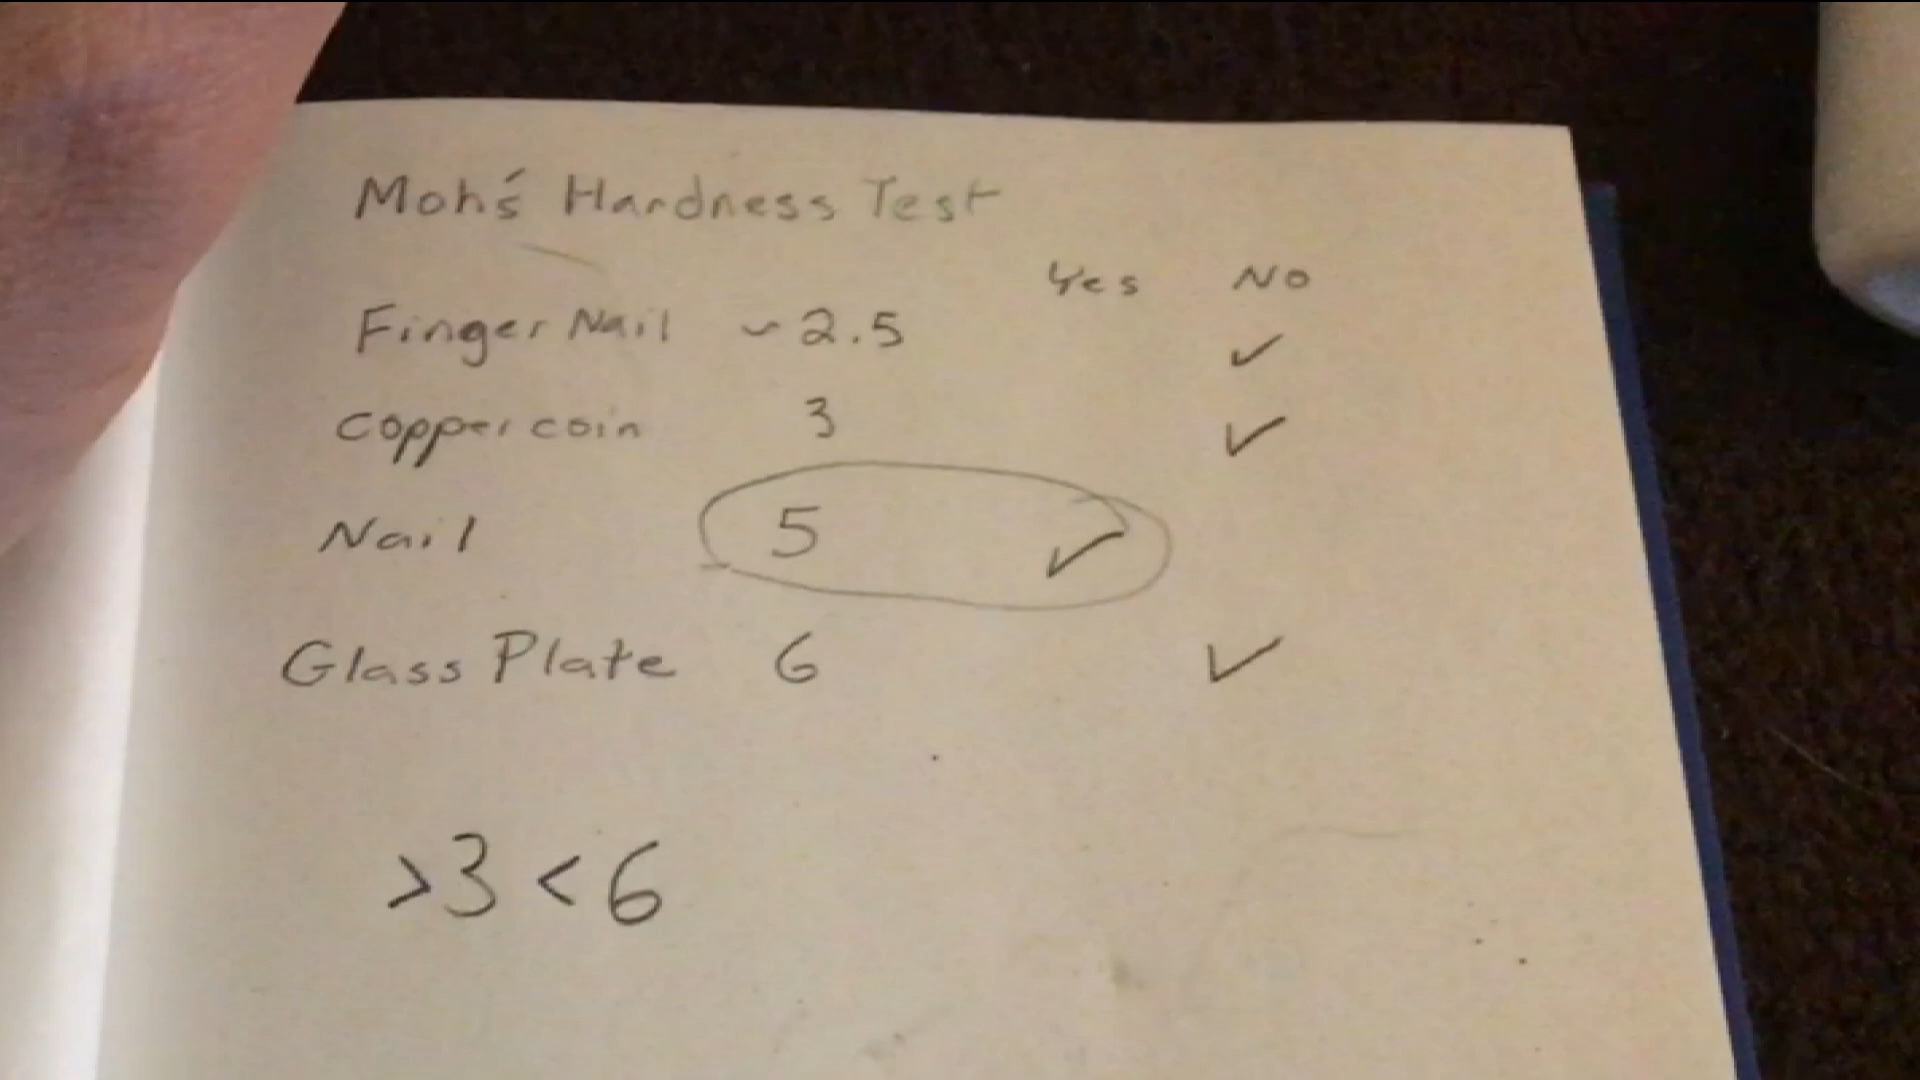 Moh's Hardness Test
Yes No
Finger Nail ~2.5 ✓
Copper coin 3 ✓
Nail 5 ✓
Glass Plate 6 ✓
>3 <6